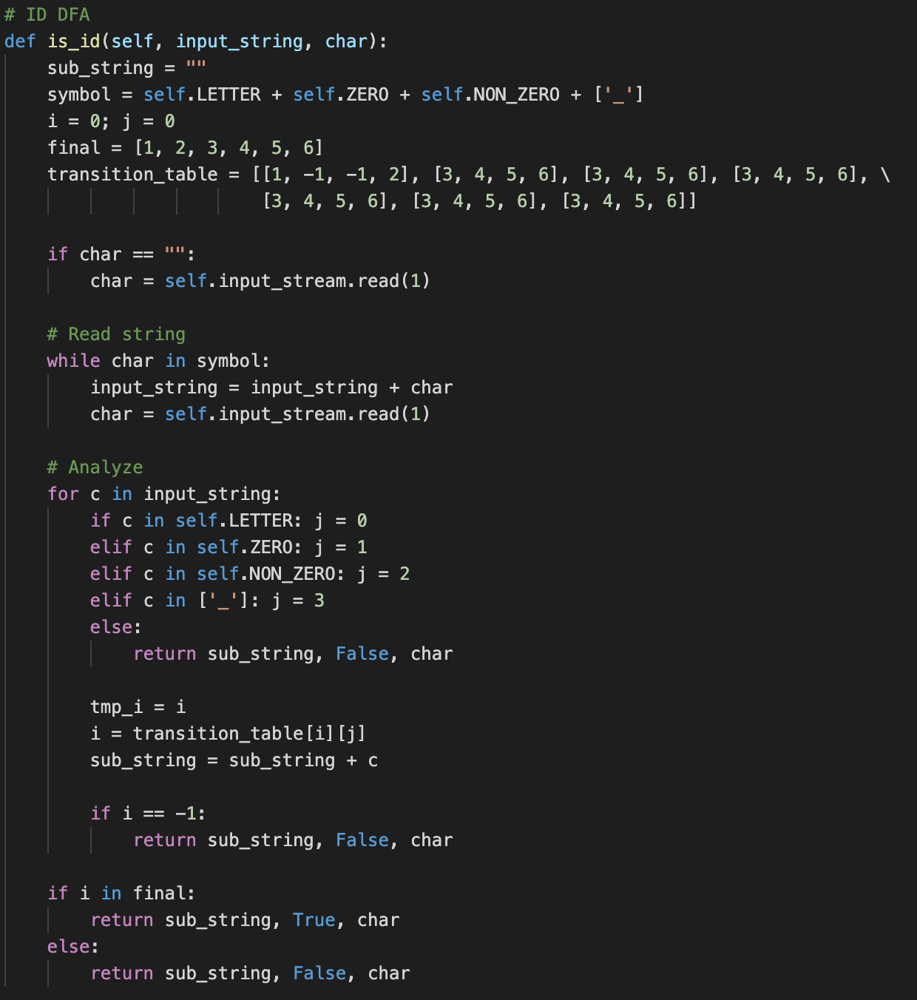 # ID DFA
def is_id(self, input_string, char):
    sub_string = ""
    symbol = self.LETTER + self.ZERO + self.NON_ZERO + ['_']
    i = 0; j = 0
    final = [1, 2, 3, 4, 5, 6]
    transition_table = [[1, -1, -1, 2], [3, 4, 5, 6], [3, 4, 5, 6], [3, 4, 5, 6], \
                        [3, 4, 5, 6], [3, 4, 5, 6], [3, 4, 5, 6]]

    if char == "":
        char = self.input_stream.read(1)

    # Read string
    while char in symbol:
        input_string = input_string + char
        char = self.input_stream.read(1)

    # Analyze
    for c in input_string:
        if c in self.LETTER: j = 0
        elif c in self.ZERO: j = 1
        elif c in self.NON_ZERO: j = 2
        elif c in ['_']: j = 3
        else:
            return sub_string, False, char

        tmp_i = i
        i = transition_table[i][j]
        sub_string = sub_string + c

        if i == -1:
            return sub_string, False, char

    if i in final:
        return sub_string, True, char
    else:
        return sub_string, False, char